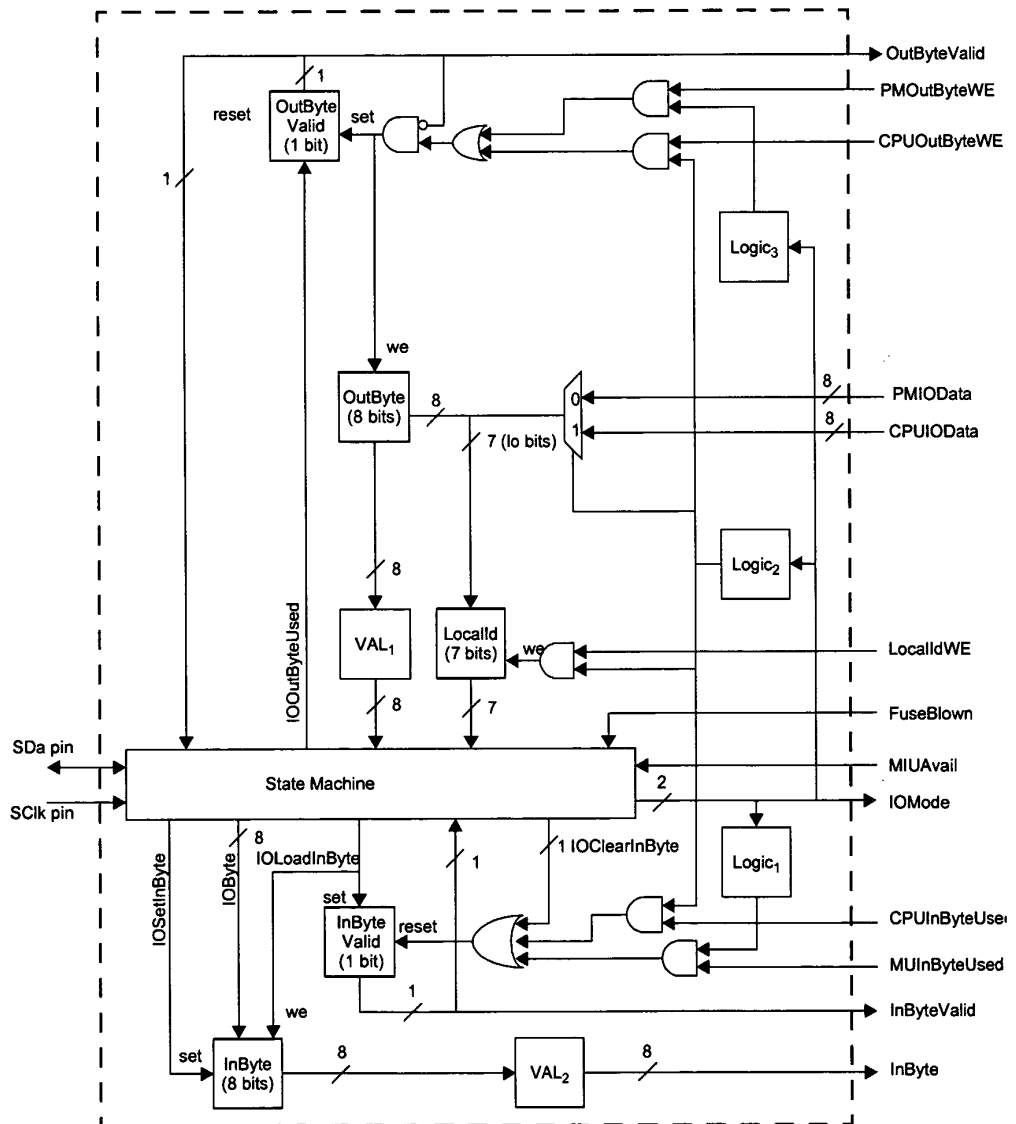 OutByteValid
PMOutByteWE
CPUOutByteWE
1
reset
OutByte
Valid
(1 bit)
set
1
Logic₃
we
OutByte
(8 bits)
8
7 (lo bits)
0
1
8
PMIOData
8
CPUIOData
Logic₂
8
VAL₁
LocalId
(7 bits)
we
LocalIdWE
IOOutByteUsed
8
7
FuseBlown
SDa pin
SClk pin
State Machine
MIUAvail
2
IOMode
IOSetInByte
8
IOByte
IOLoadInByte
1
1 IOClearInByte
Logic₁
set
InByte
Valid
(1 bit)
reset
CPUInByteUse
MUInByteUsed
1
InByteValid
we
set
InByte
(8 bits)
8
VAL₂
8
InByte